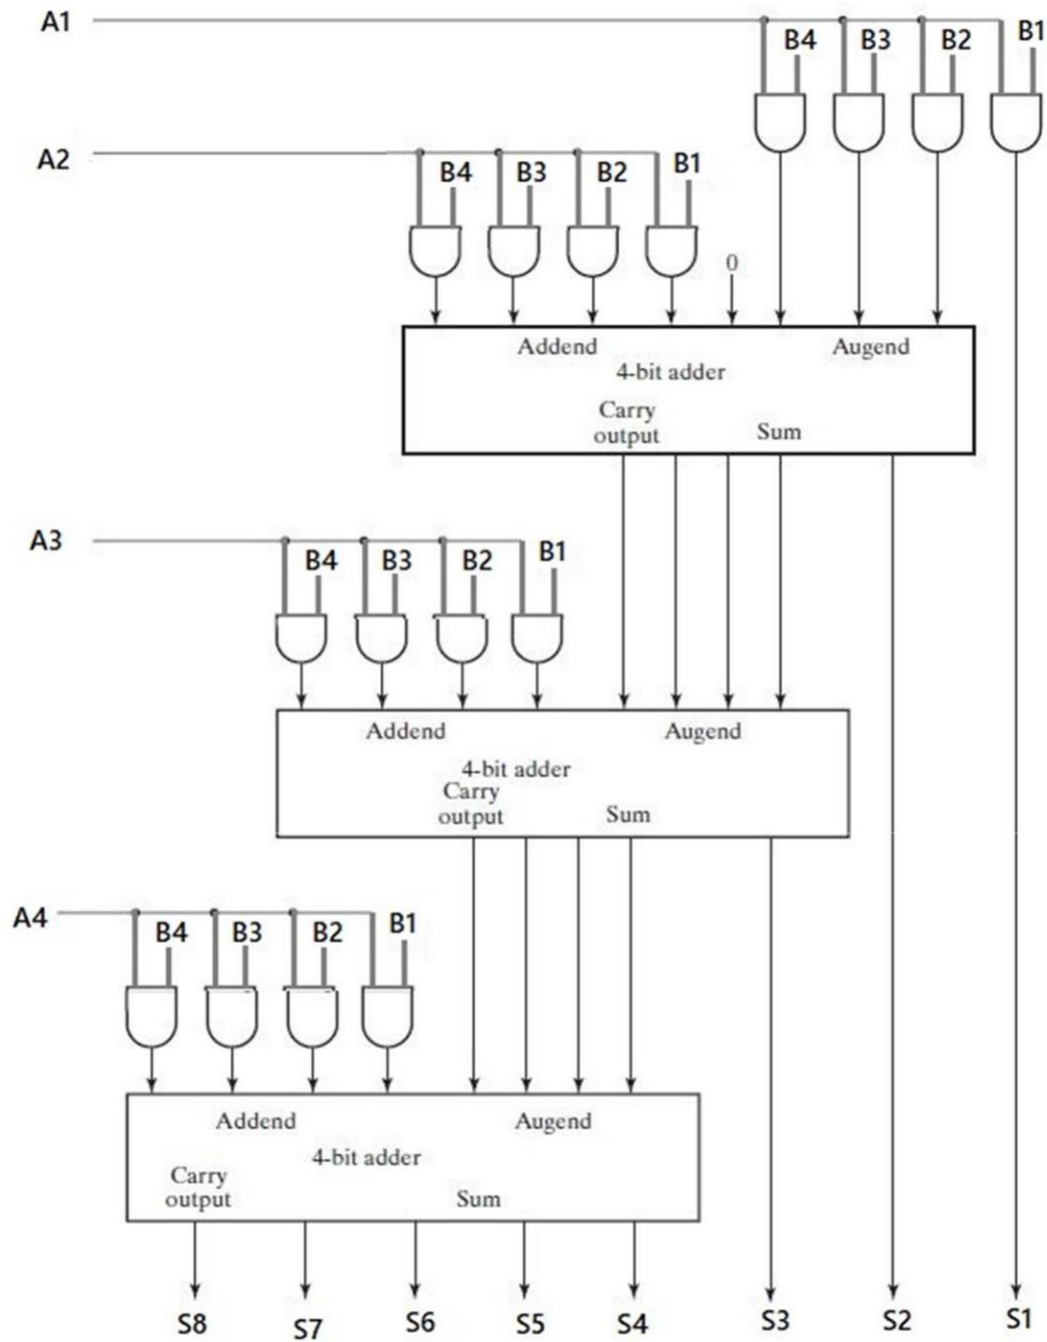 A1
B4 B3 B2 B1
A2
B4 B3 B2 B1
0
Addend Augend
4-bit adder
Carry
output Sum
A3
B4 B3 B2 B1
Addend Augend
4-bit adder
Carry
output Sum
A4
B4 B3 B2 B1
Addend Augend
4-bit adder
Carry
output Sum
S8 S7 S6 S5 S4 S3 S2 S1